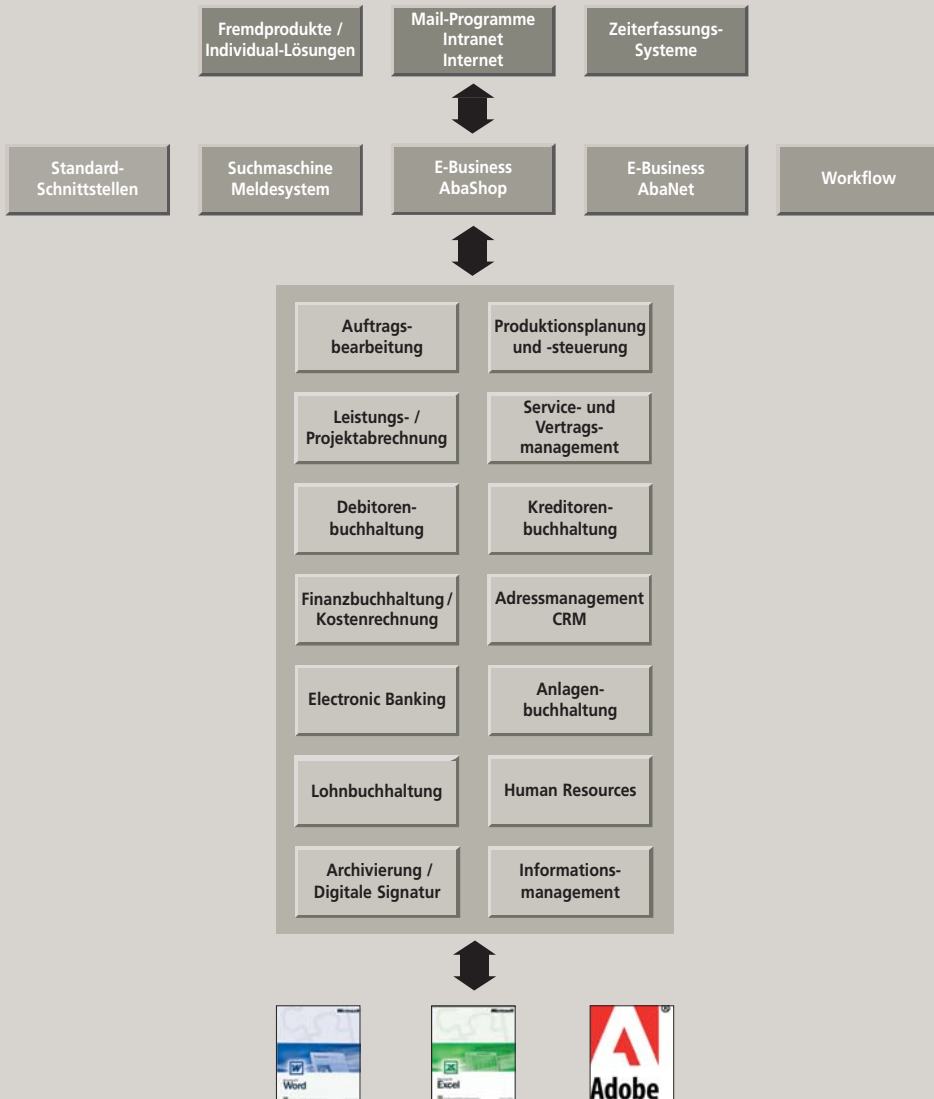 Fremdprodukte /
Individual-Lösungen
Mail-Programme
Intranet
Internet
Zeiterfassungs-
Systeme
Standard-
Schnittstellen
Suchmaschine
Meldesystem
E-Business
AbaShop
E-Business
AbaNet
Workflow
Auftrags-
bearbeitung
Produktionsplanung
und -steuerung
Leistungs- /
Projektabrechnung
Service- und
Vertrags-
management
Debitoren-
buchhaltung
Kreditoren-
buchhaltung
Finanzbuchhaltung /
Kostenrechnung
Adressmanagement
CRM
Electronic Banking
Anlagen-
buchhaltung
Lohnbuchhaltung
Human Resources
Archivierung /
Digitale Signatur
Informations-
management
Microsoft
Word
Microsoft
Excel
Adobe